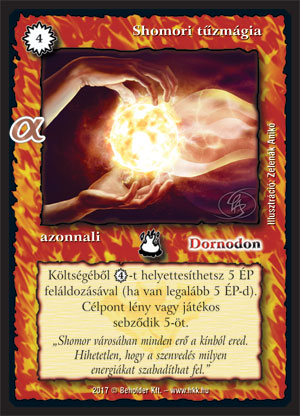 4
Shomori tűzmágia
α
Illusztráció: Zelenák Anikó
azonnali
Dornodon
Költségéből 4-t helyettesíthetsz 5 ÉP
feláldozásával (ha van legalább 5 ÉP-d).
Célpont lény vagy játékos
sebződik 5-öt.
„Shomor városában minden erő a kínból ered.
Hihetetlen, hogy a szenvedés milyen
energiákat szabadíthat fel.”
2017 © Beholder Kft. – www.hkk.hu